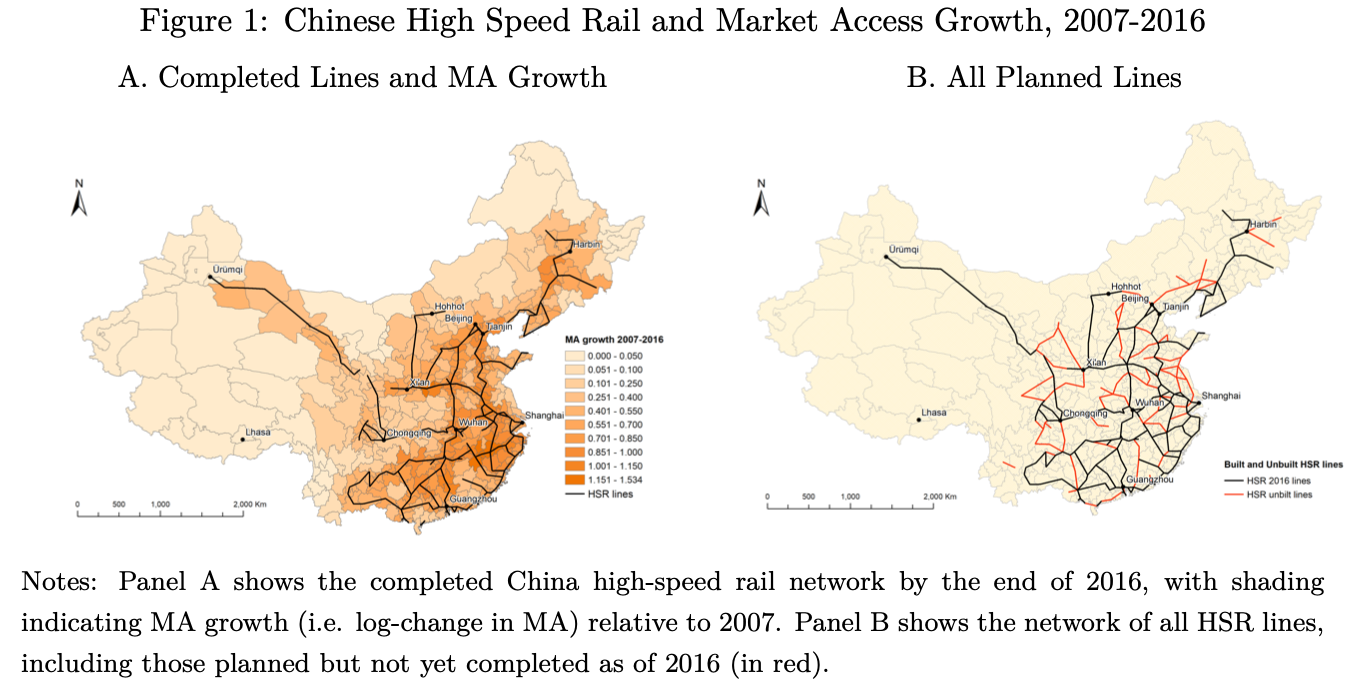 Figure 1: Chinese High Speed Rail and Market Access Growth, 2007-2016
A. Completed Lines and MA Growth
B. All Planned Lines
N
Harbin
Ürümqi
Hohhot
Beijing
Tianjin
Xi'an
Shanghai
Wuhan
Chongqing
Lhasa
Guangzhou
MA growth 2007-2016
0.000 - 0.050
0.051 - 0.100
0.101 - 0.250
0.251 - 0.400
0.401 - 0.550
0.551 - 0.700
0.701 - 0.850
0.851 - 1.000
1.001 - 1.150
1.151 - 1.534
HSR lines
0 500 1,000 2,000 Km
N
Harbin
Ürümqi
Hohhot
Beijing
Tianjin
Xi'an
Shanghai
Wuhan
Chongqing
Lhasa
Guangzhou
Built and Unbuilt HSR lines
HSR 2016 lines
HSR unbilt lines
0 500 1,000 2,000 Km
Notes: Panel A shows the completed China high-speed rail network by the end of 2016, with shading
indicating MA growth (i.e. log-change in MA) relative to 2007. Panel B shows the network of all HSR lines,
including those planned but not yet completed as of 2016 (in red).